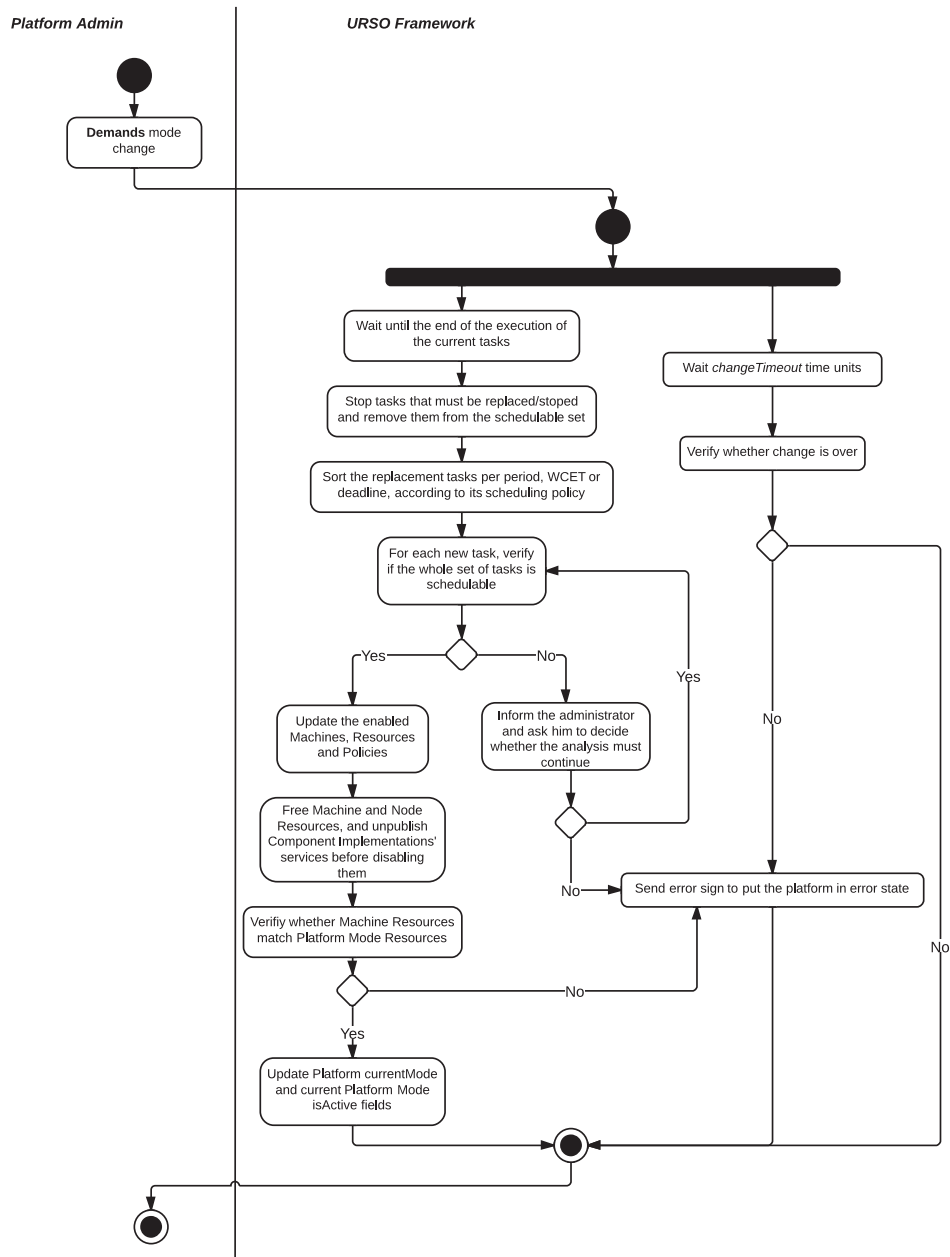 Platform Admin
URSO Framework
Demands mode
change
Wait until the end of the execution of
the current tasks
Wait changeTimeout time units
Stop tasks that must be replaced/stoped
and remove them from the schedulable set
Verify whether change is over
Sort the replacement tasks per period, WCET or
deadline, according to its scheduling policy
For each new task, verify
if the whole set of tasks is
schedulable
Yes
No
Yes
Update the enabled
Machines, Resources
and Policies
Inform the administrator
and ask him to decide
whether the analysis must
continue
No
Free Machine and Node
Resources, and unpublish
Component Implementations'
services before disabling
them
No
Send error sign to put the platform in error state
Verifiy whether Machine Resources
match Platform Mode Resources
No
No
Yes
Update Platform currentMode
and current Platform Mode
isActive fields